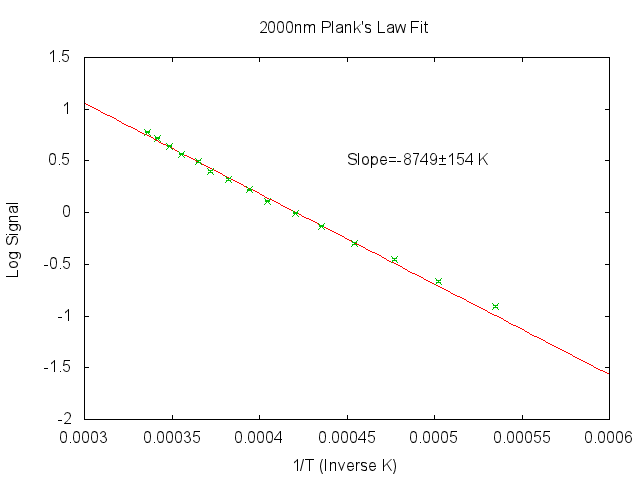 2000nm Plank's Law Fit
1.5
1
0.5
0
-0.5
-1
-1.5
-2
Log Signal
Slope=-8749±154 K
0.0003 0.00035 0.0004 0.00045 0.0005 0.00055 0.0006
1/T (Inverse K)